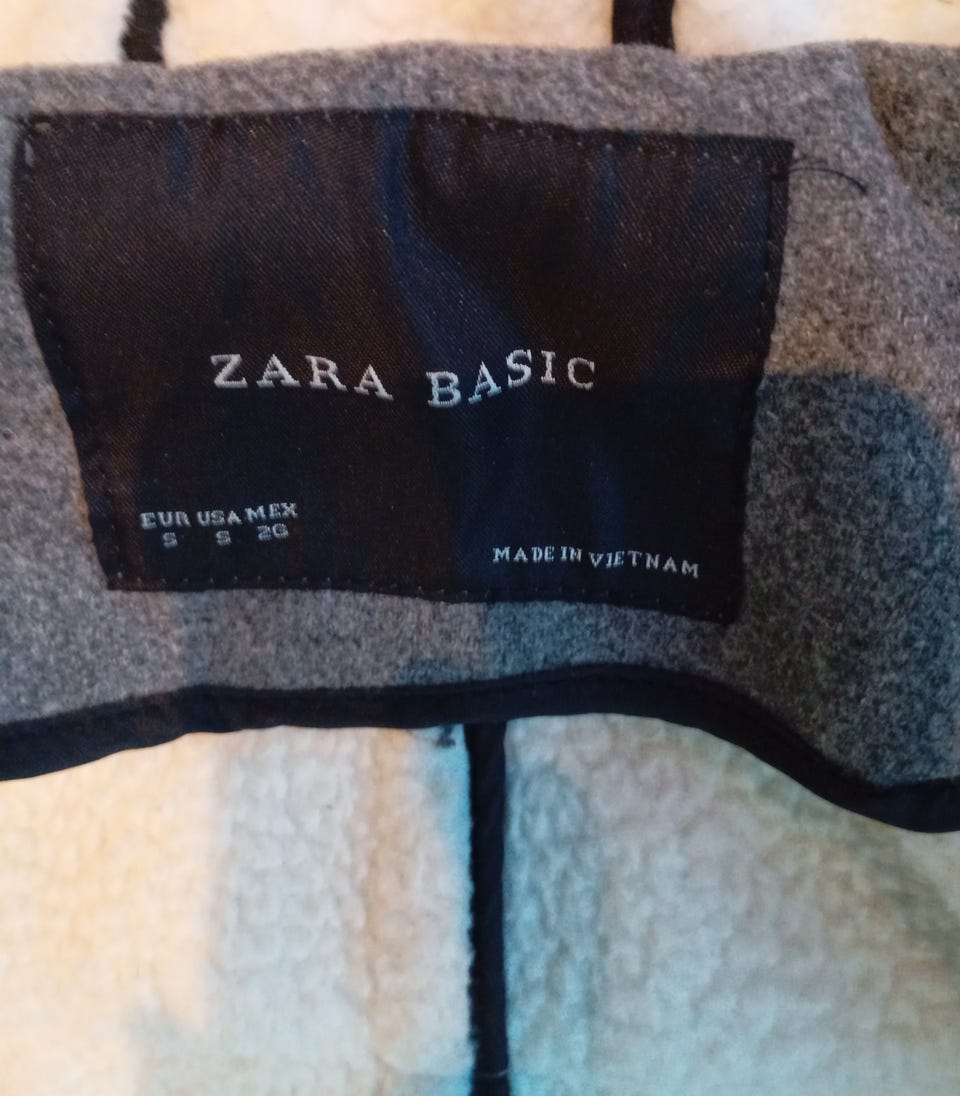 ZARA BASIC
EUR USA MEX
S S 26
MADE IN VIETNAM